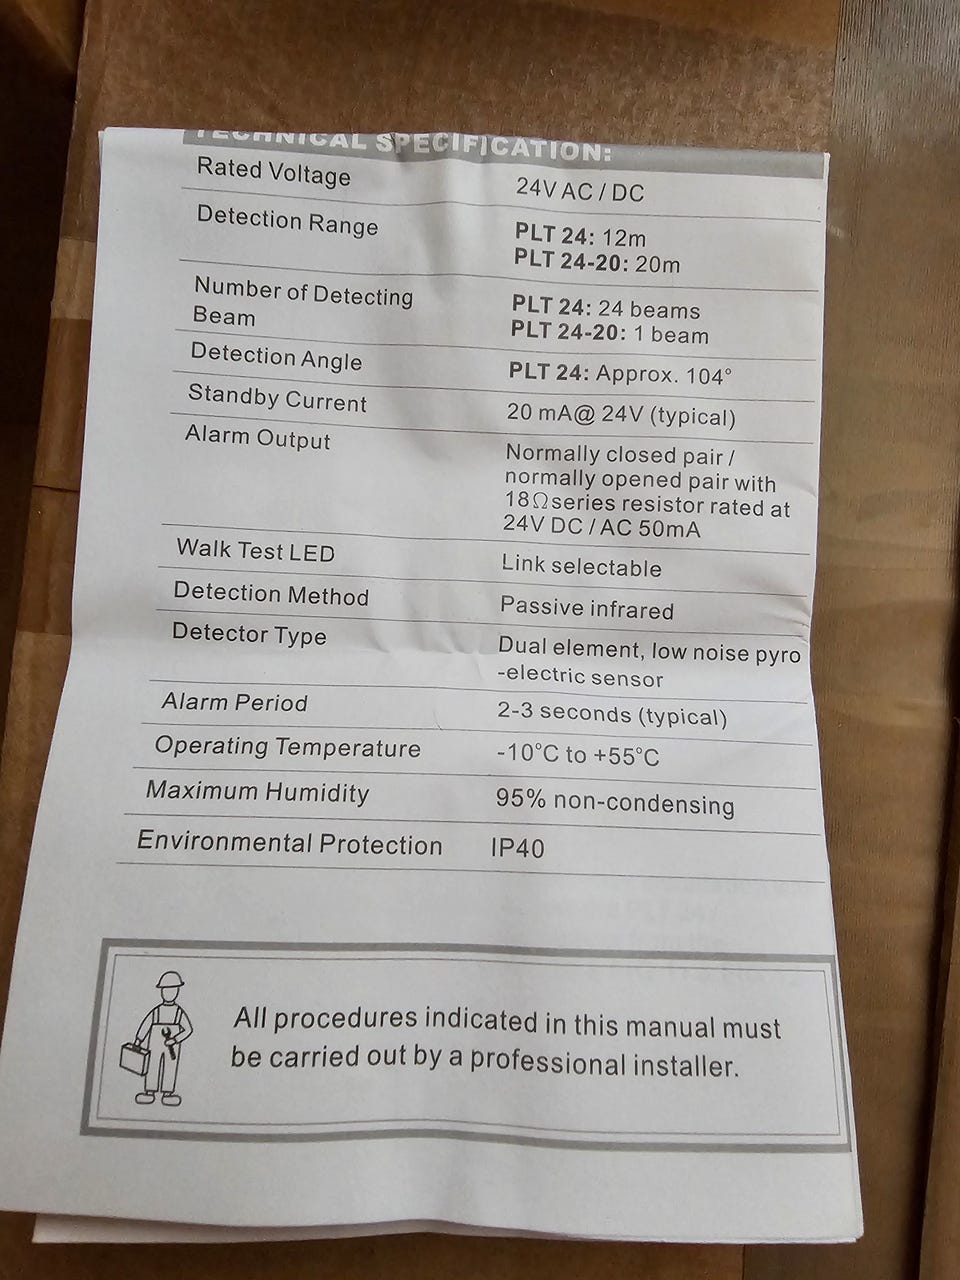 TECHNICAL SPECIFICATION:
Rated Voltage 24V AC / DC
Detection Range PLT 24: 12m
PLT 24-20: 20m
Number of Detecting PLT 24: 24 beams
Beam PLT 24-20: 1 beam
Detection Angle PLT 24: Approx. 104°
Standby Current 20 mA@ 24V (typical)
Alarm Output Normally closed pair /
normally opened pair with
18Ω series resistor rated at
24V DC / AC 50mA
Walk Test LED Link selectable
Detection Method Passive infrared
Detector Type Dual element, low noise pyro
-electric sensor
Alarm Period 2-3 seconds (typical)
Operating Temperature -10°C to +55°C
Maximum Humidity 95% non-condensing
Environmental Protection IP40
All procedures indicated in this manual must
be carried out by a professional installer.